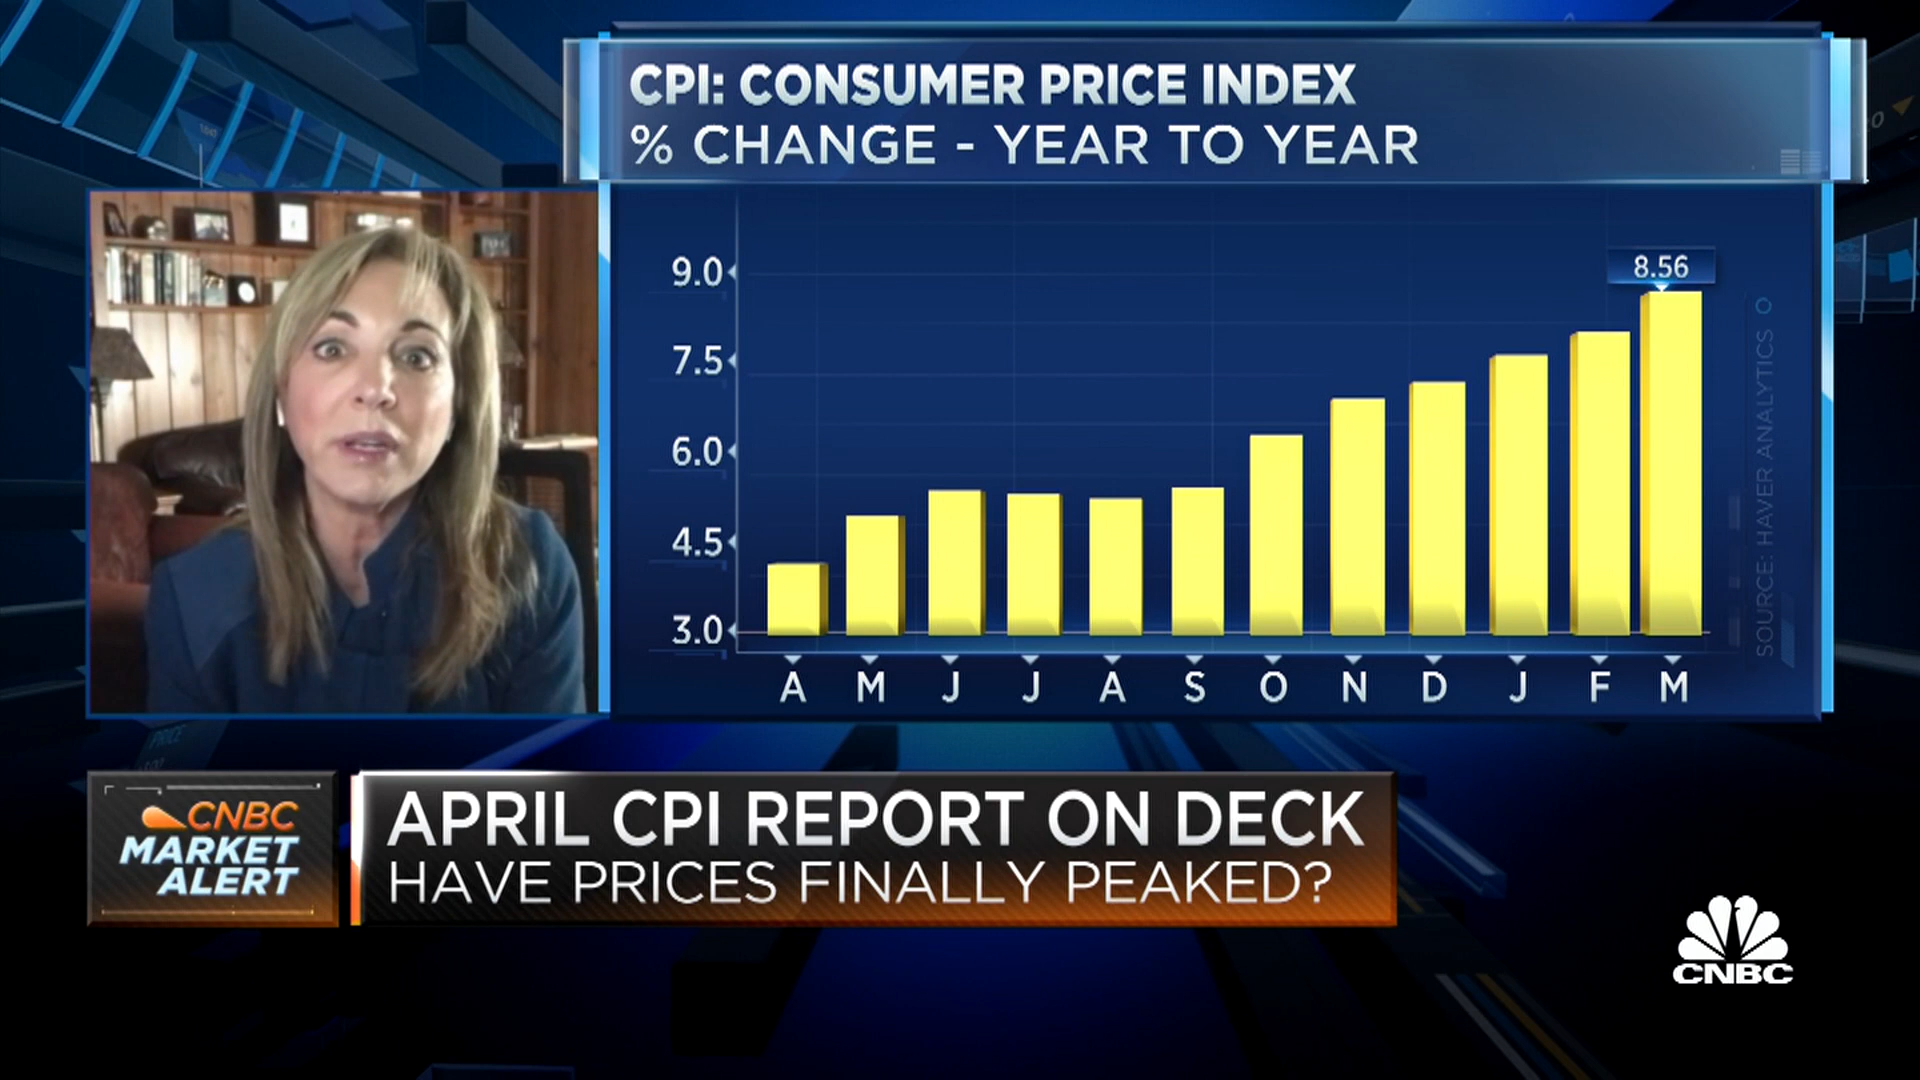 CPI: CONSUMER PRICE INDEX
% CHANGE - YEAR TO YEAR
9.0
7.5
6.0
4.5
3.0
8.56
A M J J A S O N D J F M
SOURCE: HAVER ANALYTICS
PRICE
CNBC
MARKET
ALERT
APRIL CPI REPORT ON DECK
HAVE PRICES FINALLY PEAKED?
CNBC